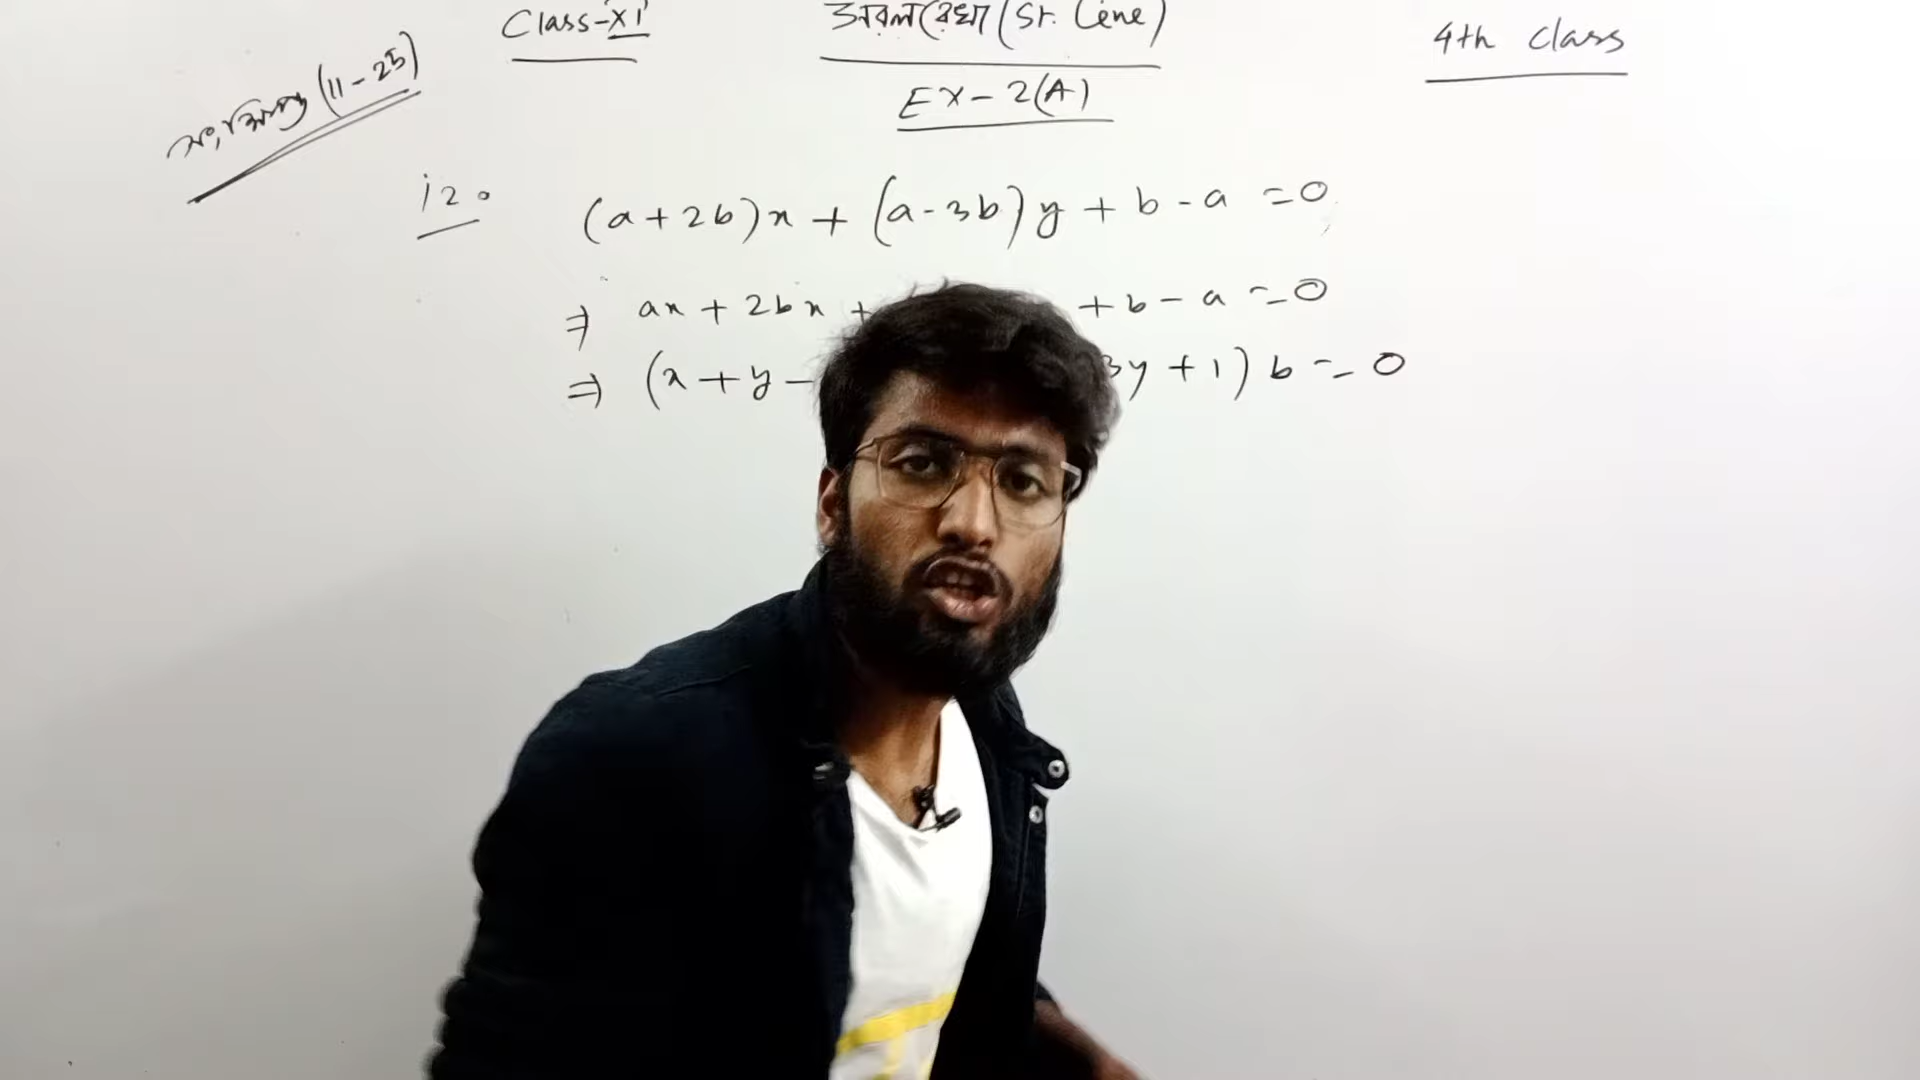 Class-XI
সরলরেখা (St. Line)
4th Class
EX-2(A)
(11-25)
12.
(a+2b)x + (a-3b)y + b - a = 0
⇒ ax + 2bx + + b - a = 0
⇒ (x + y - 3y + 1) b = 0